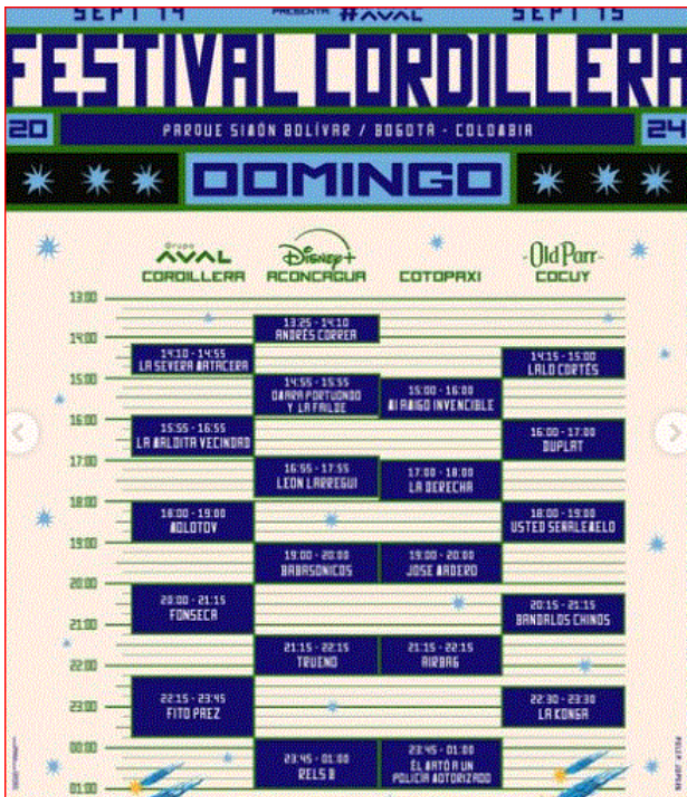 SEPT 14 PRESENTA: #AVAL SEPT 15
FESTIVAL CORDILLERA
20 PARQUE SIMÓN BOLÍVAR / BOGOTÁ - COLOMBIA 24
DOMINGO
Grupo AVAL Disney+ Old Parr
CORDILLERA ACONCAGUA COTOPAXI COCUY
13:00
13:25 - 14:10
ANDRÉS CORREA
14:00
14:10 - 14:55
LA SEVERA MATACERA
14:15 - 15:00
LALO CORTÉS
15:00
14:55 - 15:55
OMARA PORTUONDO
Y LA FAILDE
15:00 - 16:00
MI AMIGO INVENCIBLE
16:00
15:55 - 16:55
LA MALDITA VECINDAD
16:00 - 17:00
DUPLAT
17:00
16:55 - 17:55
LEON LARREGUI
17:00 - 18:00
LA DERECHA
18:00
18:00 - 19:00
MOLOTOV
18:00 - 19:00
USTED SEÑALEMELO
19:00
19:00 - 20:00
BABASONICOS
19:00 - 20:00
JOSE MADERO
20:00
20:00 - 21:15
FONSECA
20:15 - 21:15
BANDALOS CHINOS
21:00
21:15 - 22:15
TRUENO
21:15 - 22:15
AIRBAG
22:00
22:15 - 23:45
FITO PAEZ
22:30 - 23:30
LA KONGA
23:00
00:00
23:45 - 01:00
RELS B
23:45 - 01:00
ÉL MATÓ A UN
POLICIA MOTORIZADO
01:00